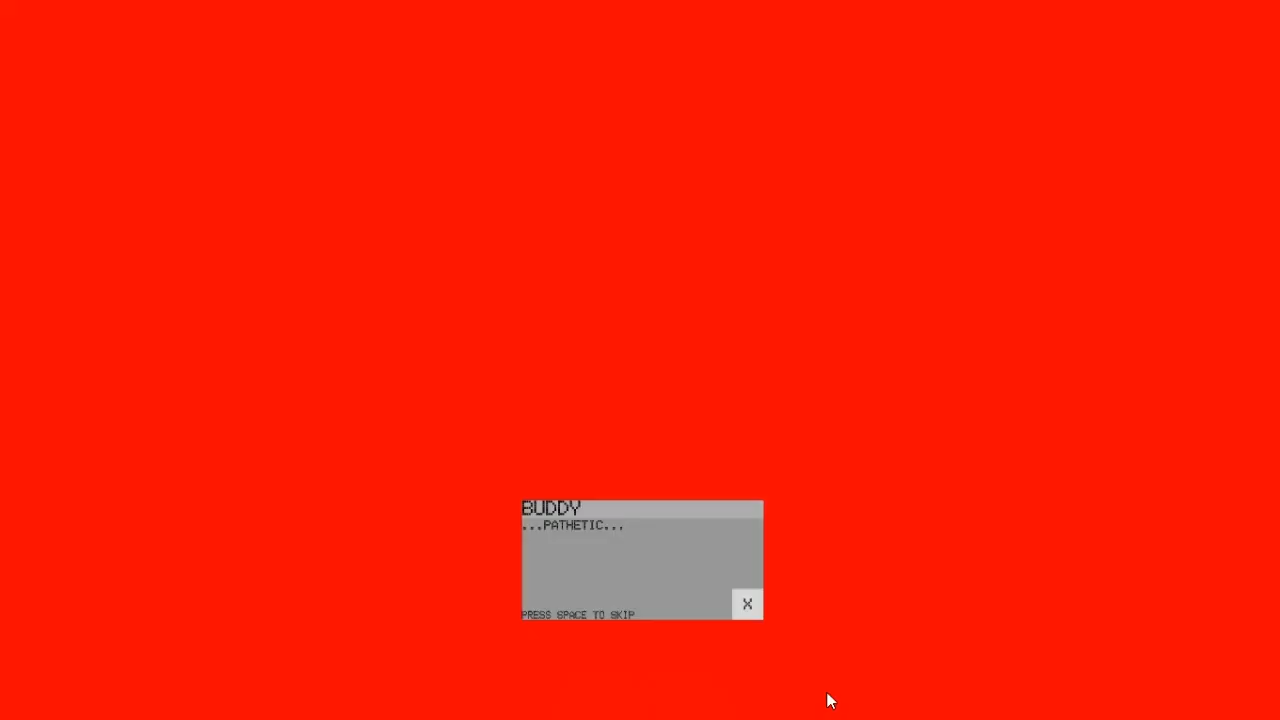 BUDDY
...PATHETIC...
PRESS SPACE TO SKIP
X